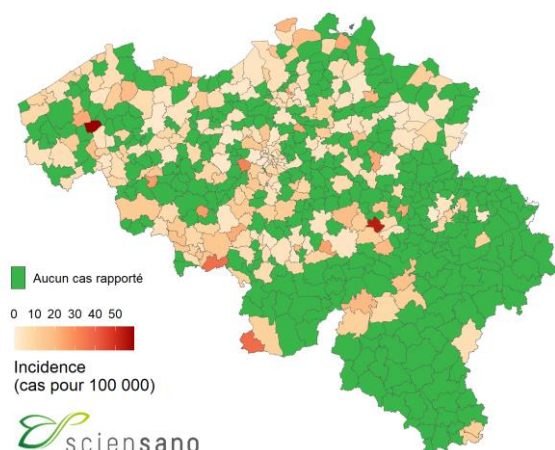 Aucun cas rapporté
0 10 20 30 40 50
Incidence
(cas pour 100 000)
sciensano